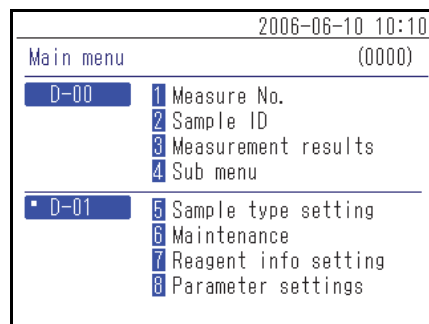 2006-06-10 10:10
Main menu (0000)
D-00 1 Measure No.
2 Sample ID
3 Measurement results
4 Sub menu
D-01 5 Sample type setting
6 Maintenance
7 Reagent info setting
8 Parameter settings